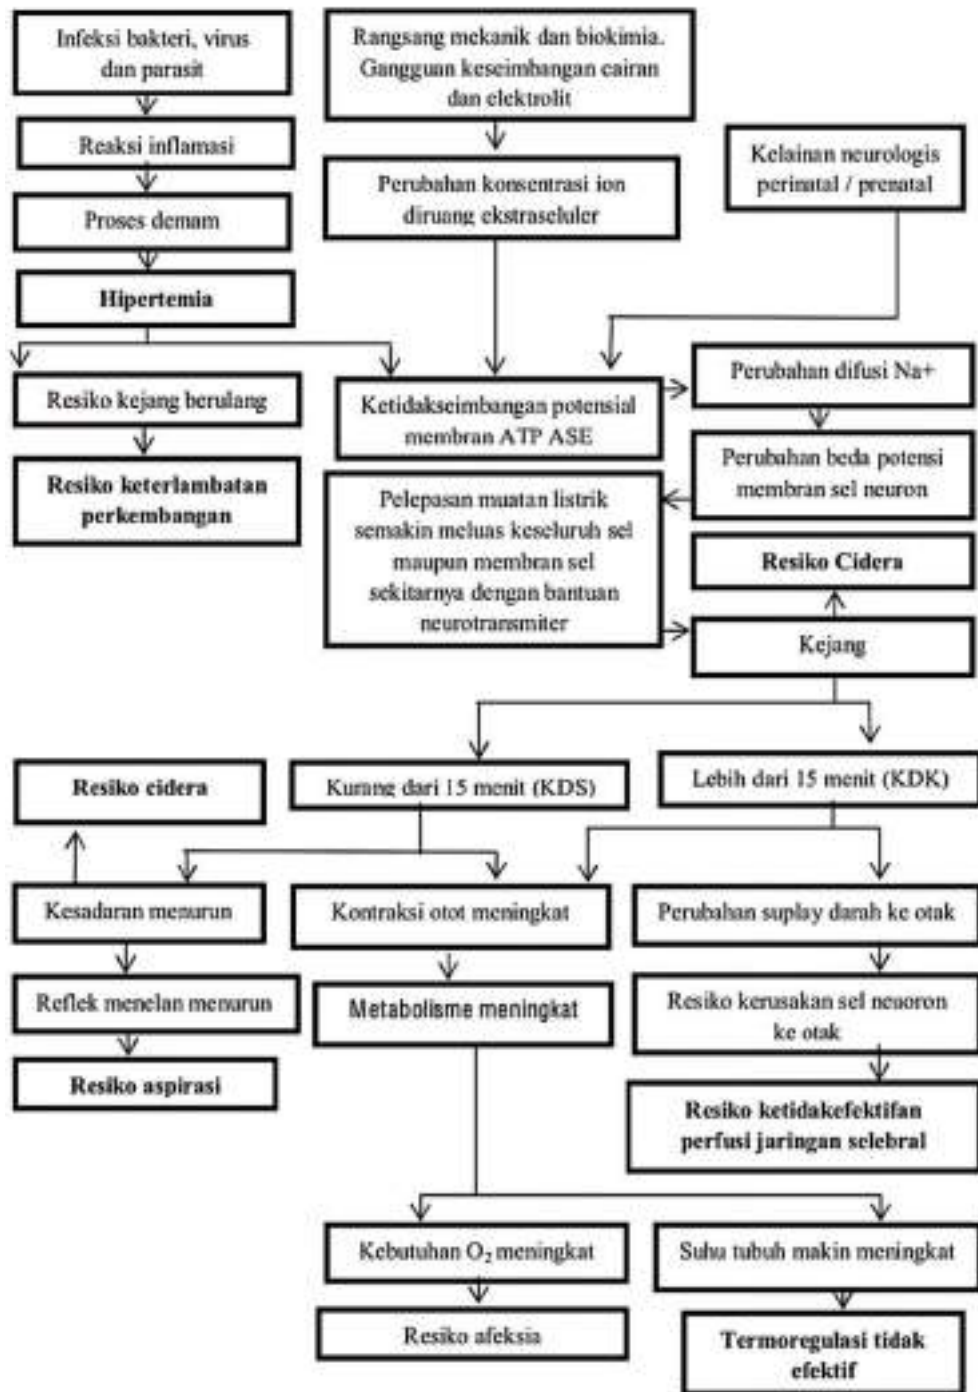 Infeksi bakteri, virus
dan parasit
Rangsang mekanik dan biokimia.
Gangguan keseimbangan cairan
dan elektrolit
Reaksi inflamasi
Kelainan neurologis
perinatal / prenatal
Perubahan konsentrasi ion
diruang ekstraseluler
Proses demam
Hipertemia
Resiko kejang berulang
Ketidakseimbangan potensial
membran ATP ASE
Perubahan difusi Na+
Resiko keterlambatan
perkembangan
Perubahan beda potensi
membran sel neuron
Pelepasan muatan listrik
semakin meluas keseluruh sel
maupun membran sel
sekitarnya dengan bantuan
neurotransmiter
Resiko Cidera
Kejang
Resiko cidera
Kurang dari 15 menit (KDS)
Lebih dari 15 menit (KDK)
Kesadaran menurun
Kontraksi otot meningkat
Perubahan suplay darah ke otak
Reflek menelan menurun
Metabolisme meningkat
Resiko kerusakan sel neuoron
ke otak
Resiko aspirasi
Resiko ketidakefektifan
perfusi jaringan selebral
Kebutuhan O₂ meningkat
Suhu tubuh makin meningkat
Resiko afeksia
Termoregulasi tidak
efektif